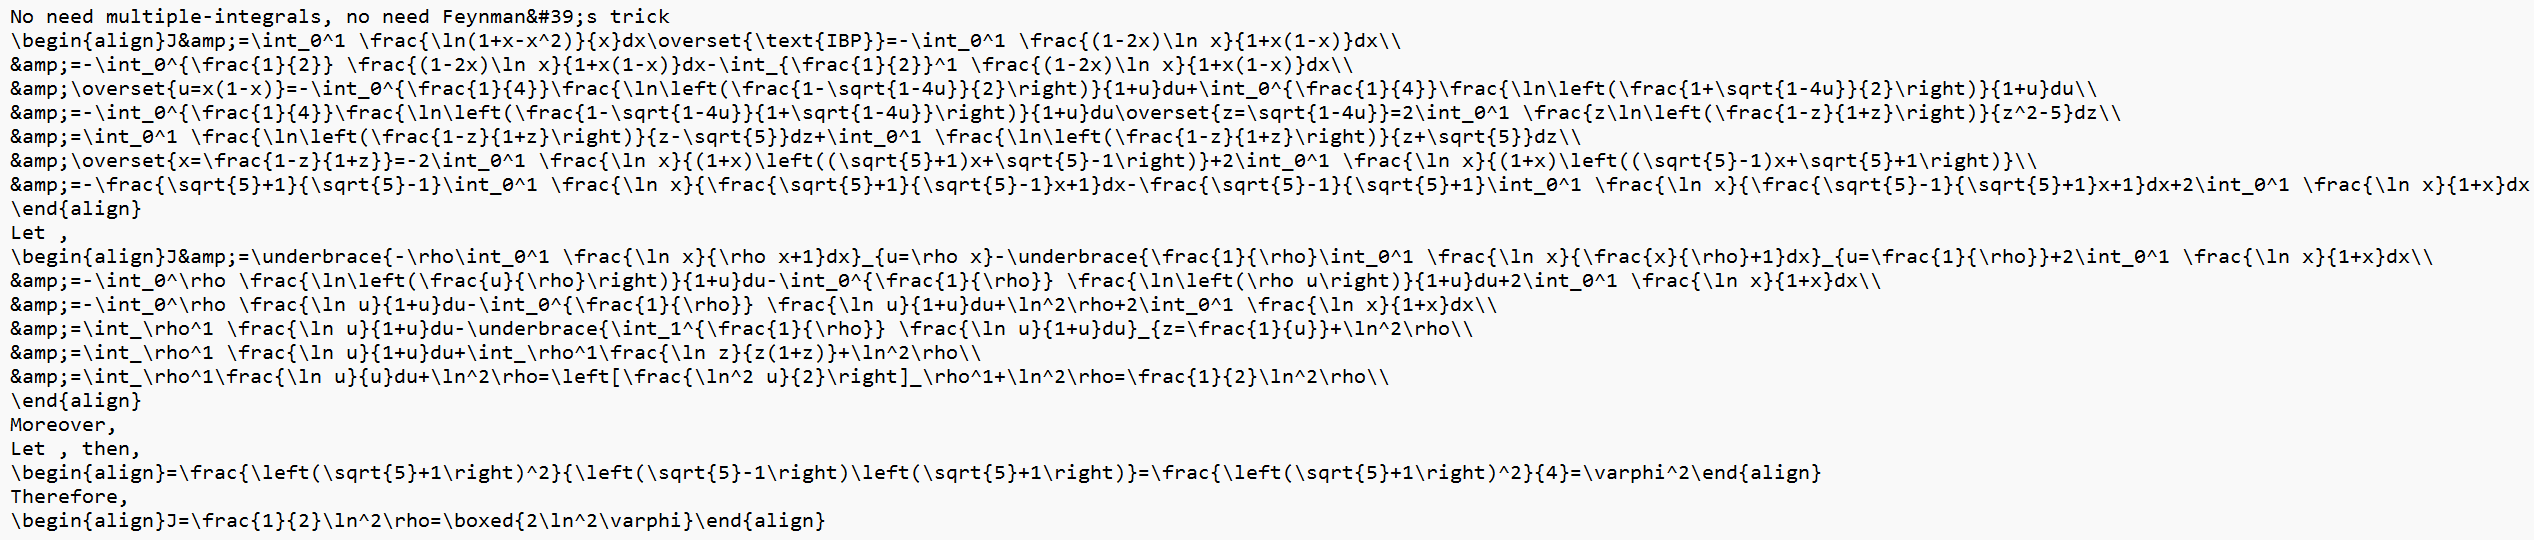 No need multiple-integrals, no need Feynman&#39;s trick
\begin{align}J&amp;=\int_0^1 \frac{\ln(1+x-x^2)}{x}dx\overset{\text{IBP}}=-\int_0^1 \frac{(1-2x)\ln x}{1+x(1-x)}dx\\
&amp;=-\int_0^{\frac{1}{2}} \frac{(1-2x)\ln x}{1+x(1-x)}dx-\int_{\frac{1}{2}}^1 \frac{(1-2x)\ln x}{1+x(1-x)}dx\\
&amp;\overset{u=x(1-x)}=-\int_0^{\frac{1}{4}}\frac{\ln\left(\frac{1-\sqrt{1-4u}}{2}\right)}{1+u}du+\int_0^{\frac{1}{4}}\frac{\ln\left(\frac{1+\sqrt{1-4u}}{2}\right)}{1+u}du\\
&amp;=-\int_0^{\frac{1}{4}}\frac{\ln\left(\frac{1-\sqrt{1-4u}}{1+\sqrt{1-4u}}\right)}{1+u}du\overset{z=\sqrt{1-4u}}=2\int_0^1 \frac{z\ln\left(\frac{1-z}{1+z}\right)}{z^2-5}dz\\
&amp;=\int_0^1 \frac{\ln\left(\frac{1-z}{1+z}\right)}{z-\sqrt{5}}dz+\int_0^1 \frac{\ln\left(\frac{1-z}{1+z}\right)}{z+\sqrt{5}}dz\\
&amp;\overset{x=\frac{1-z}{1+z}}=-2\int_0^1 \frac{\ln x}{(1+x)\left((\sqrt{5}+1)x+\sqrt{5}-1\right)}+2\int_0^1 \frac{\ln x}{(1+x)\left((\sqrt{5}-1)x+\sqrt{5}+1\right)}\\
&amp;=-\frac{\sqrt{5}+1}{\sqrt{5}-1}\int_0^1 \frac{\ln x}{\frac{\sqrt{5}+1}{\sqrt{5}-1}x+1}dx-\frac{\sqrt{5}-1}{\sqrt{5}+1}\int_0^1 \frac{\ln x}{\frac{\sqrt{5}-1}{\sqrt{5}+1}x+1}dx+2\int_0^1 \frac{\ln x}{1+x}dx
\end{align}
Let ,
\begin{align}J&amp;=\underbrace{-\rho\int_0^1 \frac{\ln x}{\rho x+1}dx}_{u=\rho x}-\underbrace{\frac{1}{\rho}\int_0^1 \frac{\ln x}{\frac{x}{\rho}+1}dx}_{u=\frac{1}{\rho}}+2\int_0^1 \frac{\ln x}{1+x}dx\\
&amp;=-\int_0^\rho \frac{\ln\left(\frac{u}{\rho}\right)}{1+u}du-\int_0^{\frac{1}{\rho}} \frac{\ln\left(\rho u\right)}{1+u}du+2\int_0^1 \frac{\ln x}{1+x}dx\\
&amp;=-\int_0^\rho \frac{\ln u}{1+u}du-\int_0^{\frac{1}{\rho}} \frac{\ln u}{1+u}du+\ln^2\rho+2\int_0^1 \frac{\ln x}{1+x}dx\\
&amp;=\int_\rho^1 \frac{\ln u}{1+u}du-\underbrace{\int_1^{\frac{1}{\rho}} \frac{\ln u}{1+u}du}_{z=\frac{1}{u}}+\ln^2\rho\\
&amp;=\int_\rho^1 \frac{\ln u}{1+u}du+\int_\rho^1\frac{\ln z}{z(1+z)}+\ln^2\rho\\
&amp;=\int_\rho^1\frac{\ln u}{u}du+\ln^2\rho=\left[\frac{\ln^2 u}{2}\right]_\rho^1+\ln^2\rho=\frac{1}{2}\ln^2\rho\\
\end{align}
Moreover,
Let , then,
\begin{align}=\frac{\left(\sqrt{5}+1\right)^2}{\left(\sqrt{5}-1\right)\left(\sqrt{5}+1\right)}=\frac{\left(\sqrt{5}+1\right)^2}{4}=\varphi^2\end{align}
Therefore,
\begin{align}J=\frac{1}{2}\ln^2\rho=\boxed{2\ln^2\varphi}\end{align}